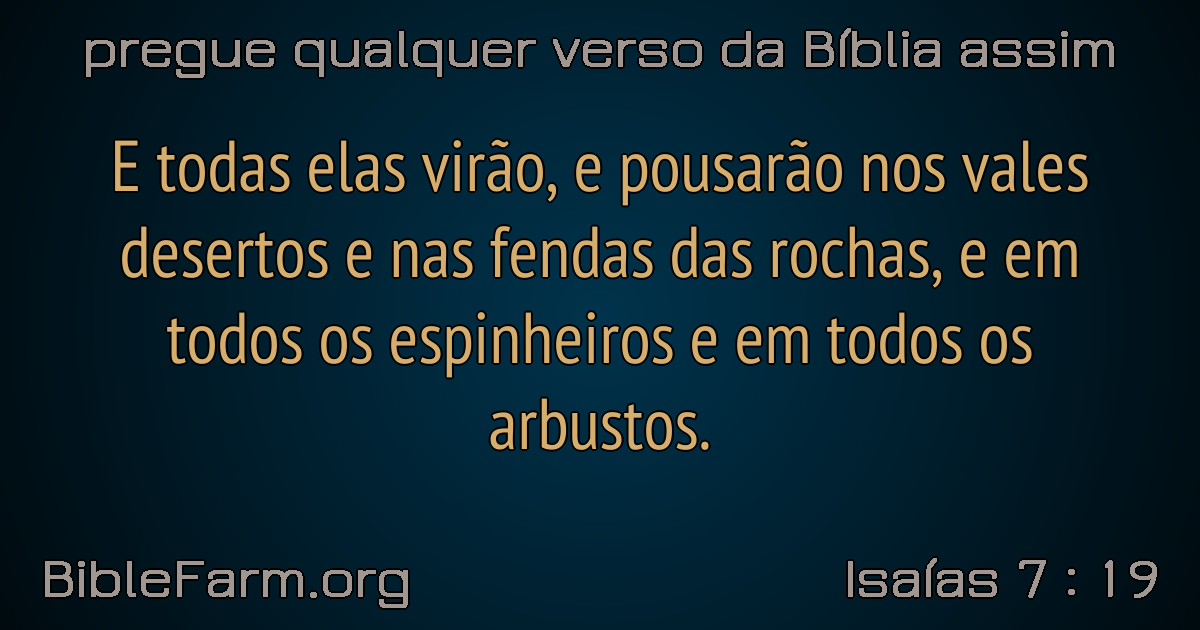 pregue qualquer verso da Bíblia assim
E todas elas virão, e pousarão nos vales
desertos e nas fendas das rochas, e em
todos os espinheiros e em todos os
arbustos.
BibleFarm.org
Isaías 7 : 19